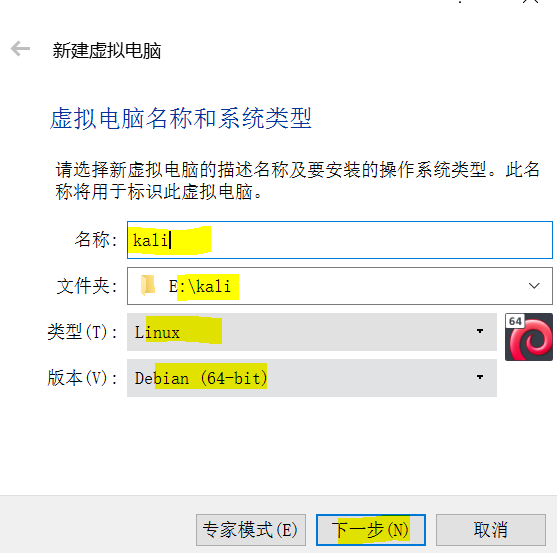 新建虚拟电脑
虚拟电脑名称和系统类型
请选择新虚拟电脑的描述名称及要安装的操作系统类型。此名
称将用于标识此虚拟电脑。
名称: kali
文件夹: E:\kali
类型(T): Linux
64
版本(V): Debian (64-bit)
专家模式(E) 下一步(N) 取消